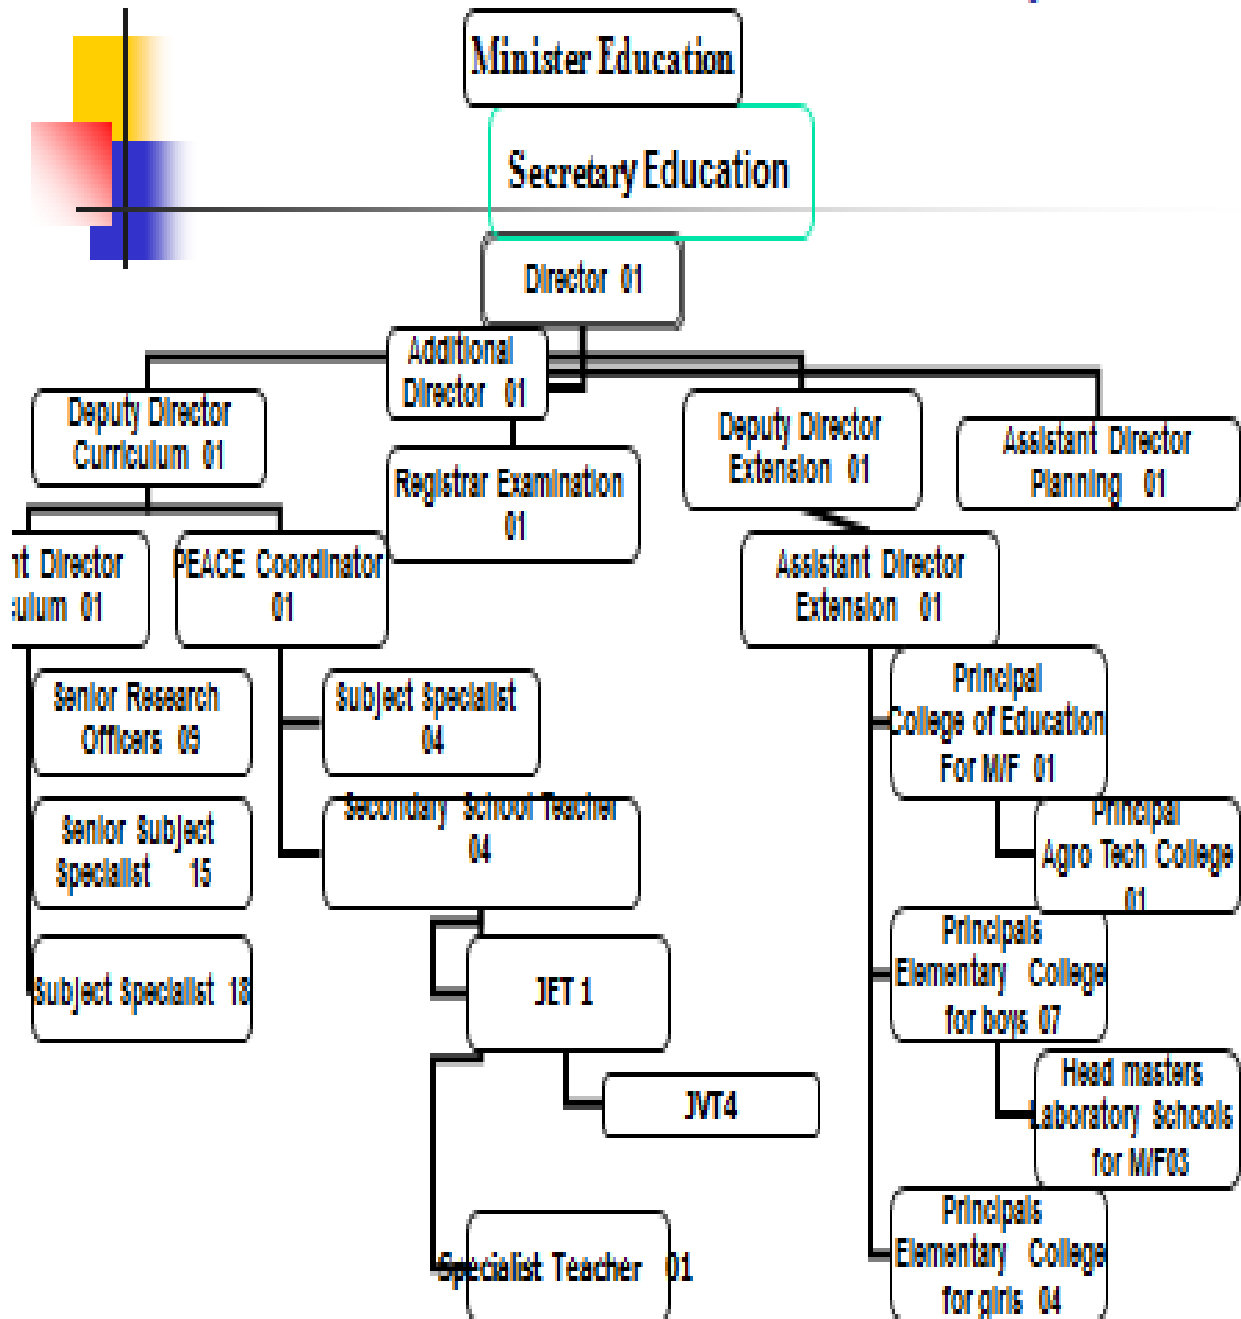 Minister Education
Secretary Education
Director 01
Additional
Director 01
Deputy Director
Curriculum 01
Registrar Examination
01
Deputy Director
Extension 01
Assistant Director
Planning 01
nt Director
ulum 01
PEACE Coordinator
01
Assistant Director
Extension 01
Senior Research
Officers 09
Subject Specialist
04
Principal
College of Education
For M/F 01
Senior Subject
Specialist 15
Secondary School Teacher
04
Principal
Agro Tech College
01
Subject Specialist 18
JET 1
Principals
Elementary College
for boys 07
JVT4
Head masters
Laboratory Schools
for M/F03
Specialist Teacher 01
Principals
Elementary College
for girls 04